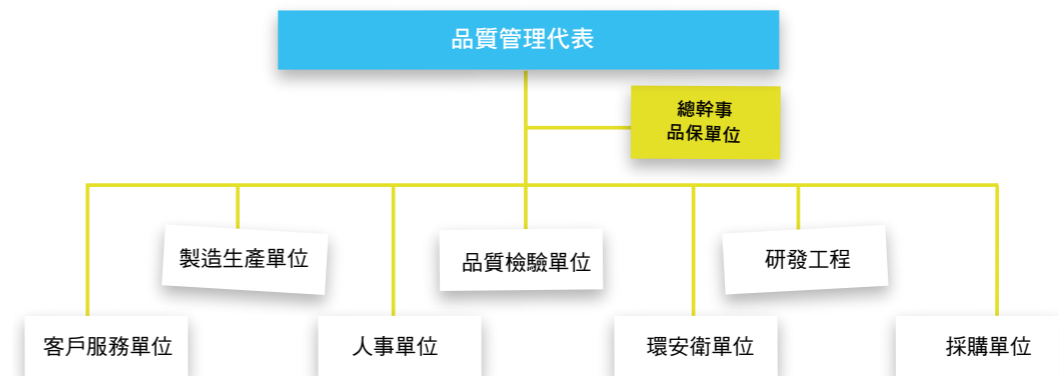 品質管理代表
總幹事
品保單位
製造生產單位
品質檢驗單位
研發工程
客戶服務單位
人事單位
環安衛單位
採購單位